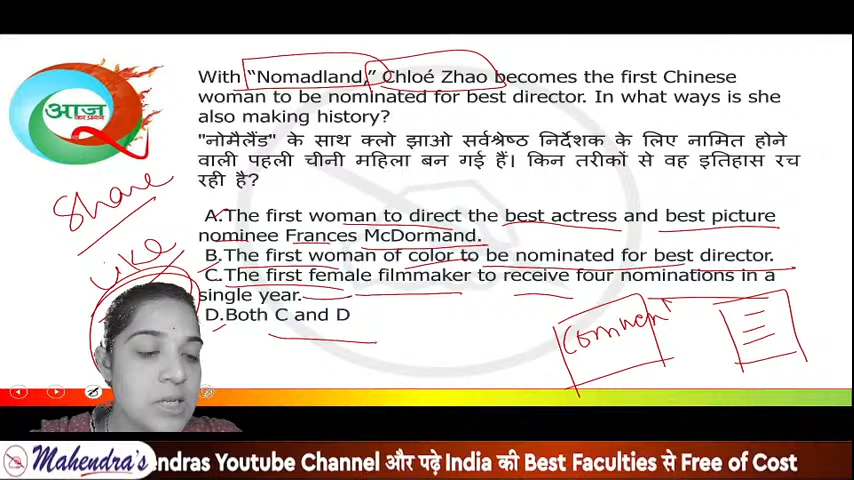 With “Nomadland,” Chloé Zhao becomes the first Chinese
woman to be nominated for best director. In what ways is she
also making history?
"नोमैलैंड" के साथ क्लो झाओ सर्वश्रेष्ठ निर्देशक के लिए नामित होने
वाली पहली चीनी महिला बन गई हैं। किन तरीकों से वह इतिहास रच
रही है?
A.The first woman to direct the best actress and best picture
nominee Frances McDormand.
B.The first woman of color to be nominated for best director.
C.The first female filmmaker to receive four nominations in a
single year.
D.Both C and D
आज
Share
Like
Comment
Mahendra's
endras Youtube Channel और पढ़े India की Best Faculties से Free of Cost